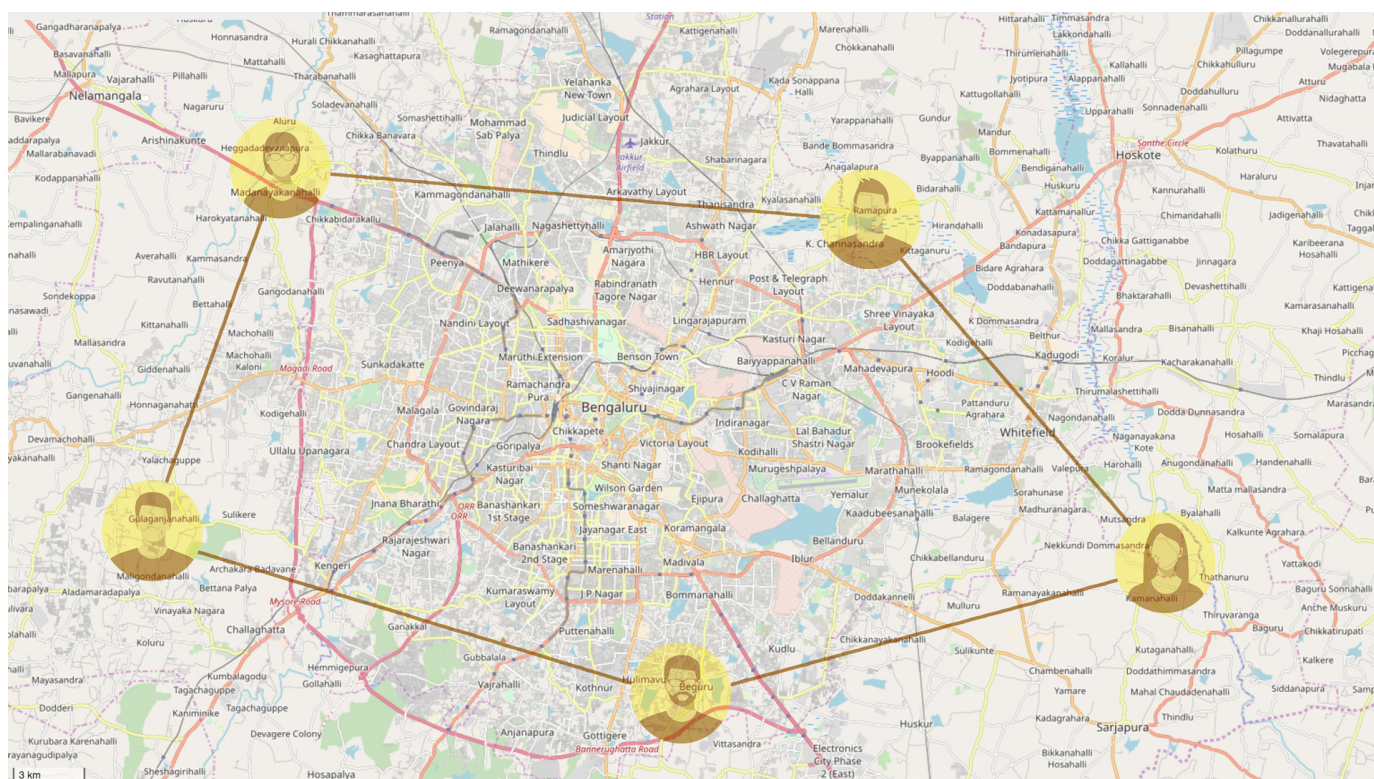 Gangadharanapalya
Thammarasanahalli
Station
Hittarahalli
Timmasandra
Chikkanallurahalli
Honnasandra
Hurali Chikkanahalli
Ramagondanahalli
Kattigenahalli
Marenahalli
Lakkondahalli
Doddanallurahalli
Basavanahalli
Mattahalli
Kasaghattapura
Chokkanahalli
Thirumenahalli
Kallahalli
Pillagumpe
Volegerepura
Mallapura
Vajarahalli
Pillahalli
Tharabanahalli
Yelahanka
New Town
Kada Sonappana
Halli
Jyotipura
Alappanahalli
Chikkahulluru
Mugabala
Nelamangala
Nagaruru
Soladevanahalli
Agrahara Layout
Kattugollahalli
Upparahalli
Sonnadenahalli
Atturu
Doddahulluru
Nidaghatta
Bavikere
Aluru
Somashettihalli
Mohammad
Sab Palya
Judicial Layout
Yarappanahalli
Gundur
Attivatta
Arishinakunte
Chikka Banavara
Thindlu
Jakkur
Jakkur
Airfield
Shabarinagara
Bande Bommasandra
Mandur
Bommenahalli
Santhe Circle
Hoskote
Kolathuru
Thavatahalli
Mallarabanavadi
Heggadadevanapura
Byappanahalli
Bendiganahalli
Kodappanahalli
Madanayakanahalli
Kammagondanahalli
Arkavathy Layout
Anagalapura
Bidarahalli
Huskuru
Kannurahalli
Haraluru
Harokyatanahalli
Chikkabidarakallu
Thanisandra
Kyalasanahalli
Ramapura
Kattamanallur
Chimandahalli
Jadigenahalli
Jalahalli
Nagashettyhalli
Ashwath Nagar
K. Channasandra
Hirandahalli
Konadasapura
Chikka Gattiganabbe
Karibeerana
Hosahalli
Averahalli
Kammasandra
Peenya
Mathikere
Amarjyothi
Nagara
HBR Layout
Kittaganuru
Bandapura
Doddagattinagabbe
Jinnagara
Ravutanahalli
Gangodanahalli
Deewanarapalya
Rabindranath
Tagore Nagar
Hennur
Post & Telegraph
Layout
Bidare Agrahara
Doddabanahalli
Devashettihalli
Sondekoppa
Bettahalli
Bhaktarahalli
Kamarasanahalli
Kittanahalli
Nandini Layout
Sadhashivanagar
Lingarajapuram
Shree Vinayaka
Layout
K Dommasandra
Mallasandra
Bisanahalli
Khaji Hosahalli
Mallasandra
Machohalli
Kasturi Nagar
Belthur
Kodigehalli
Giddenahalli
Machohalli
Kaloni
Sunkadakatte
Maruthi Extension
Benson Town
Baiyyappanahalli
Mahadevapura
Hoodi
Kadugodi
Koralur
Kacharakanahalli
Magadi Road
Ramachandra
Pura
Shivajinagar
C V Raman
Nagar
Thirumalashettihalli
Thindlu
Gangenahalli
Honnaganahatti
Kodigehalli
Malagala
Govindaraj
Nagara
Bengaluru
Indiranagar
Pattanduru
Agrahara
Nagondanahalli
Dodda Dunnasandra
Marasandra
Devamachohalli
Chandra Layout
Goripalya
Chikkapete
Victoria Layout
Lal Bahadur
Shastri Nagar
Brookefields
Whitefield
Naganayakana
Kote
Hosahalli
Somalapura
Yalachaguppe
Ullalu Upanagara
Kasturibai
Nagar
Shanti Nagar
Kodihalli
Murugeshpalaya
Marathahalli
Ramagondanahalli
Valepura
Harohalli
Anugondanahalli
Handenahalli
Jnana Bharathi
Banashankari
1st Stage
Wilson Garden
Someshwaranagar
Ejipura
Challaghatta
Yemalur
Munekolala
Sorahunase
Matta mallasandra
Gulaganjanahalli
Sulikere
ORR
ORR
Jayanagar East
Koramangala
Kaadubeesanahalli
Balagere
Madhuranagara
Mutsandra
Byalahalli
Kalkunte Agrahara
Rajarajeshwari
Nagar
Banashankari
2nd Stage
Bellanduru
Nekkundi Dommasandra
Maligondanahalli
Archakara Badavane
Kengeri
Marenahalli
Madivala
Iblur
Chikkabellanduru
Thathanuru
Yattakodi
Aladamaradapalya
Bettana Palya
Kumaraswamy
Layout
J P Nagar
Bommanahalli
Doddakannelli
Ramanayakanahalli
Kamanahalli
Baguru Sonnahalli
Vinayaka Nagara
Mysore Road
Mulluru
Thiruvaranga
Anche Muskuru
Koluru
Challaghatta
Ganakkal
Puttenahalli
Chikkanayakanahalli
Baguru
Chikkatirupati
Gubbalala
Kudlu
Sulikunte
Kutaganahalli
Kalkere
Hemmigepura
Gollahalli
Mayasandra
Kumbalagodu
Vajrahalli
Kothnur
Hulimavu
Beguru
Chambenahalli
Doddathimmasandra
Tagachaguppe
Yamare
Mahal Chaudadenahalli
Siddanapura
Dodderi
Kaniminike
Tagachaguppe
Kadagrahara
Thindlu
Kurubara Karenahalli
Devagere Colony
Anjanapura
Gottigere
Huskur
Sarjapura
Bannerughatta Road
Vittasandra
Electronics
City Phase
2 (East)
Bikkanahalli
Kommasandra
Sheshagirihalli
Hosapalya
3 km